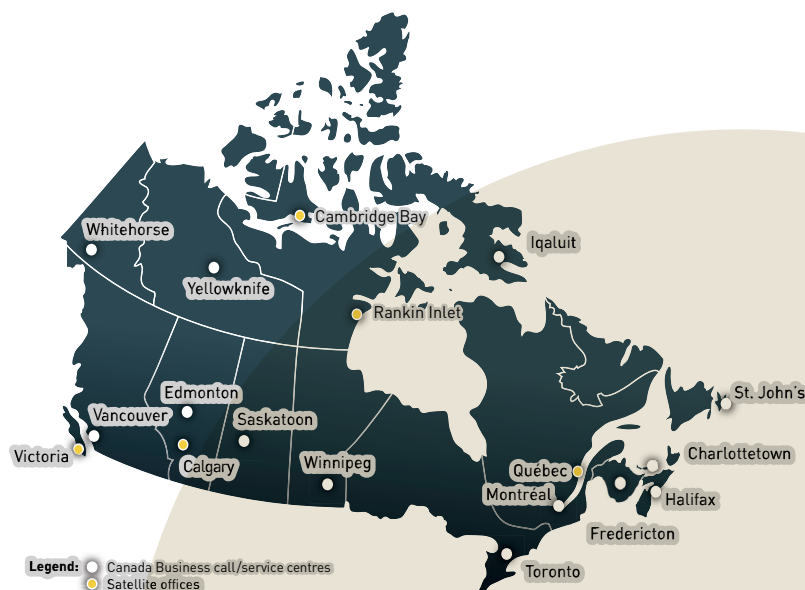 Cambridge Bay
Whitehorse
Iqaluit
Yellowknife
Rankin Inlet
Edmonton
St. John's
Vancouver
Saskatoon
Victoria
Calgary
Winnipeg
Charlottetown
Québec
Montréal
Halifax
Fredericton
Toronto
Legend: Canada Business call/service centres
Satellite offices